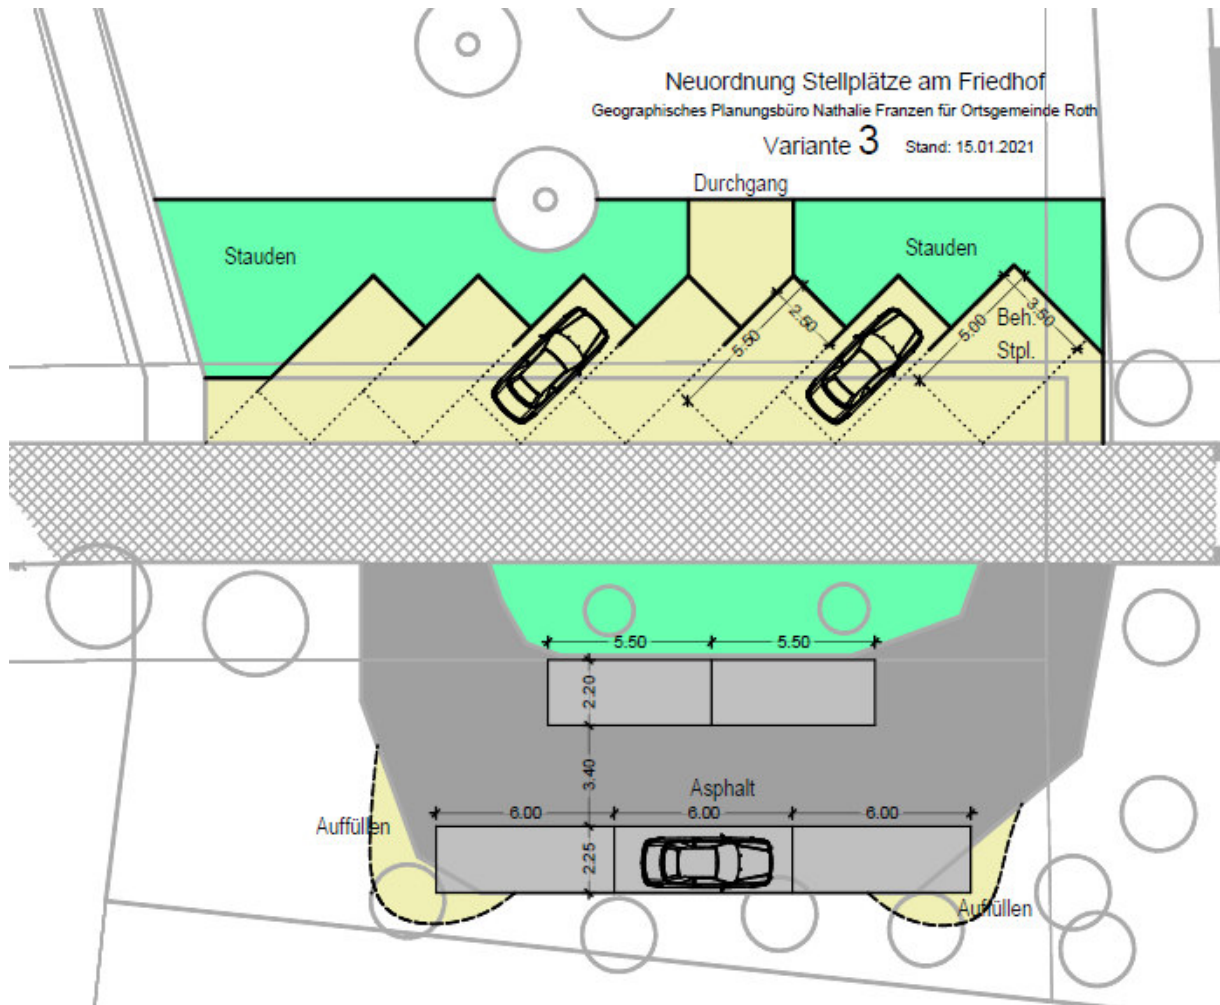 Neuordnung Stellplätze am Friedhof
Geographisches Planungsbüro Nathalie Franzen für Ortsgemeinde Roth
Variante 3 Stand: 15.01.2021
Durchgang
Stauden
Stauden
5.50
2.50
5.00
3.50
Beh.
Stpl.
5.50
5.50
2.20
3.40
Asphalt
6.00
6.00
6.00
Auffüllen
2.25
Auffüllen